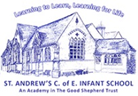 Learning to Learn, Learning for Life
ST. ANDREW'S C. of E. INFANT SCHOOL
An Academy in The Good Shepherd Trust